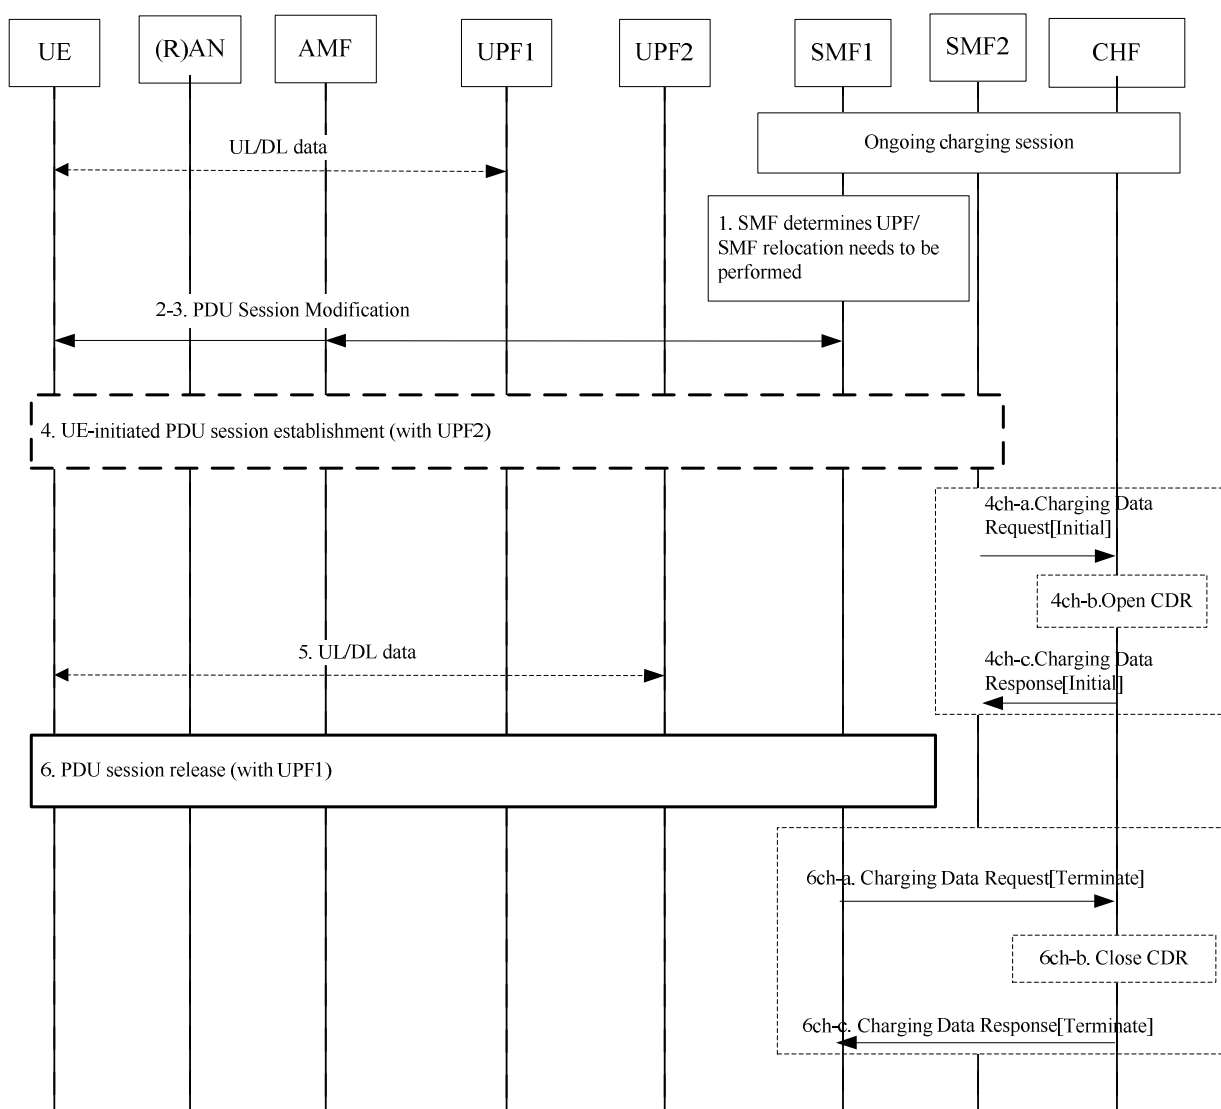 UE
(R)AN
AMF
UPF1
UPF2
SMF1
SMF2
CHF
UL/DL data
Ongoing charging session
1. SMF determines UPF/
SMF relocation needs to be
performed
2-3. PDU Session Modification
4. UE-initiated PDU session establishment (with UPF2)
4ch-a.Charging Data
Request[Initial]
4ch-b.Open CDR
5. UL/DL data
4ch-c.Charging Data
Response[Initial]
6. PDU session release (with UPF1)
6ch-a. Charging Data Request[Terminate]
6ch-b. Close CDR
6ch-c. Charging Data Response[Terminate]